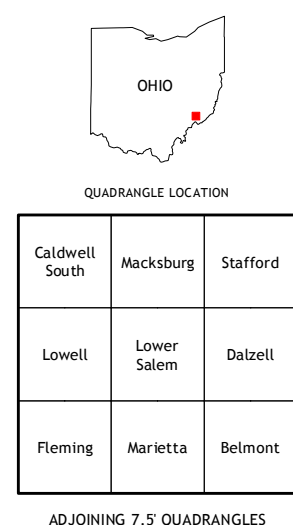 OHIO
QUADRANGLE LOCATION
Caldwell
South
Macksburg
Stafford
Lowell
Lower
Salem
Dalzell
Fleming
Marietta
Belmont
ADJOINING 7.5' QUADRANGLES